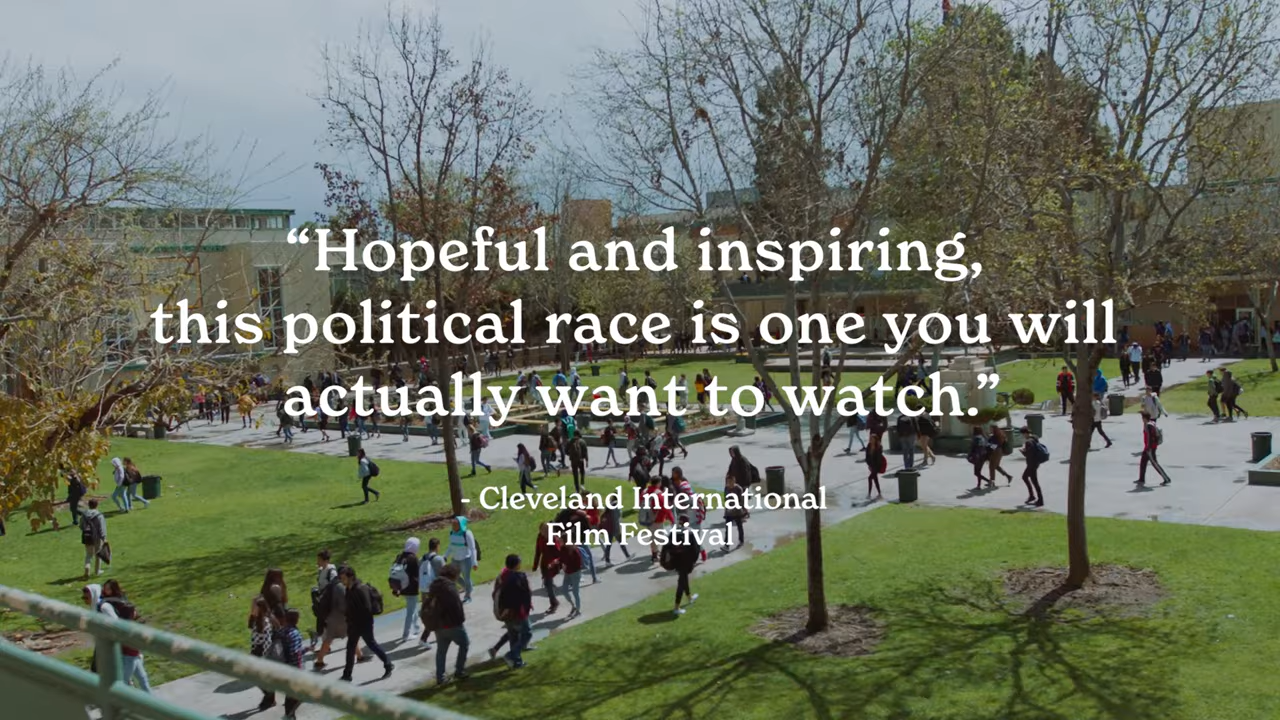 “Hopeful and inspiring,
this political race is one you will
actually want to watch.”
- Cleveland International
Film Festival